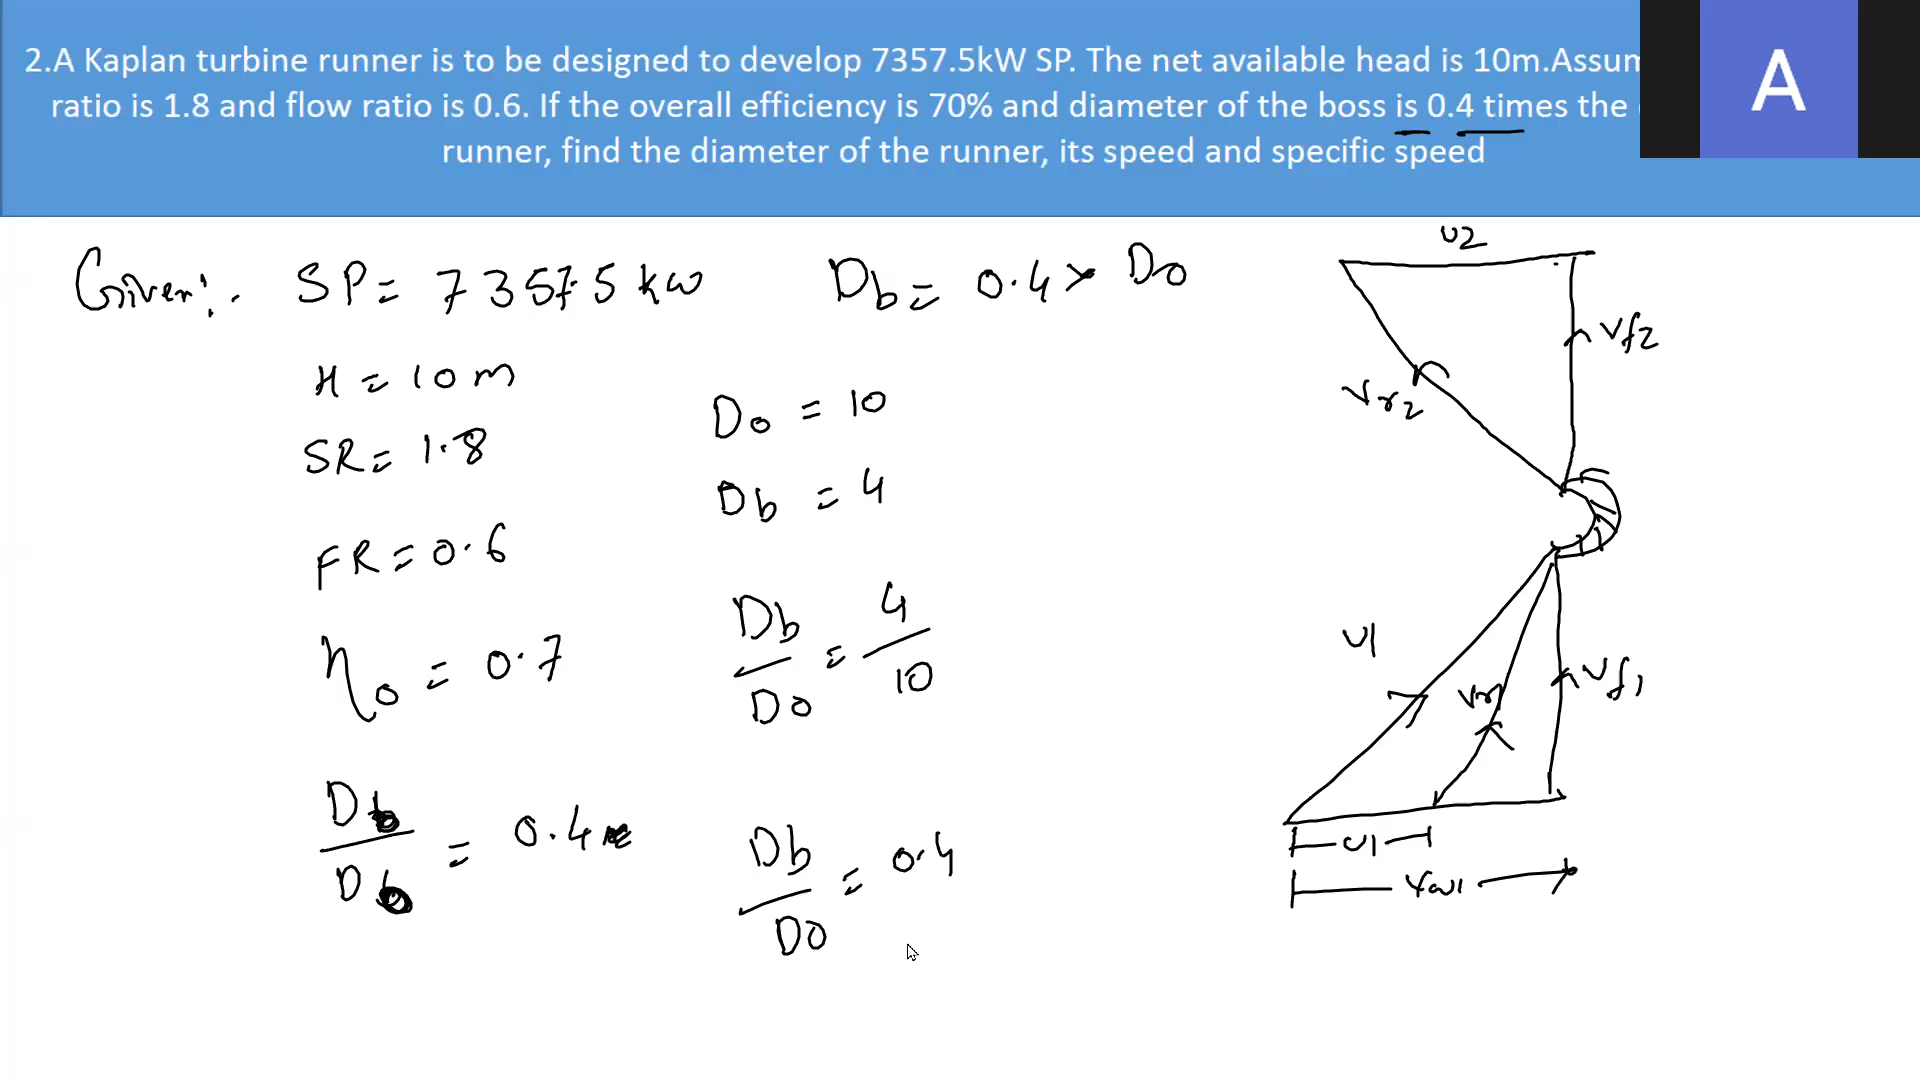 2.A Kaplan turbine runner is to be designed to develop 7357.5kW SP. The net available head is 10m.Assum
ratio is 1.8 and flow ratio is 0.6. If the overall efficiency is 70% and diameter of the boss is 0.4 times the
runner, find the diameter of the runner, its speed and specific speed
A
Given:. SP= 7357.5 kw
Db= 0.4× Do
H = 10 m
SR= 1.8
FR= 0.6
ηo = 0.7
Db/Do = 0.4
Do = 10
Db = 4
Db/Do = 4/10
Db/Do = 0.4
U2
Vf2
Vr2
U1
Vr1
Vf1
U1
Vw1